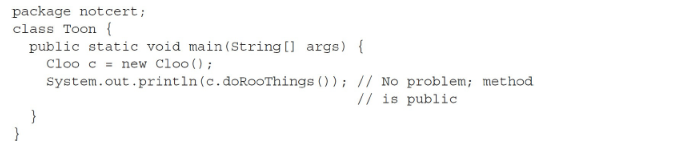 package notcert;
class Toon {
public static void main(String[] args) {
Cloo c = new Cloo();
System.out.println(c.doRooThings()); // No problem; method
// is public
}
}